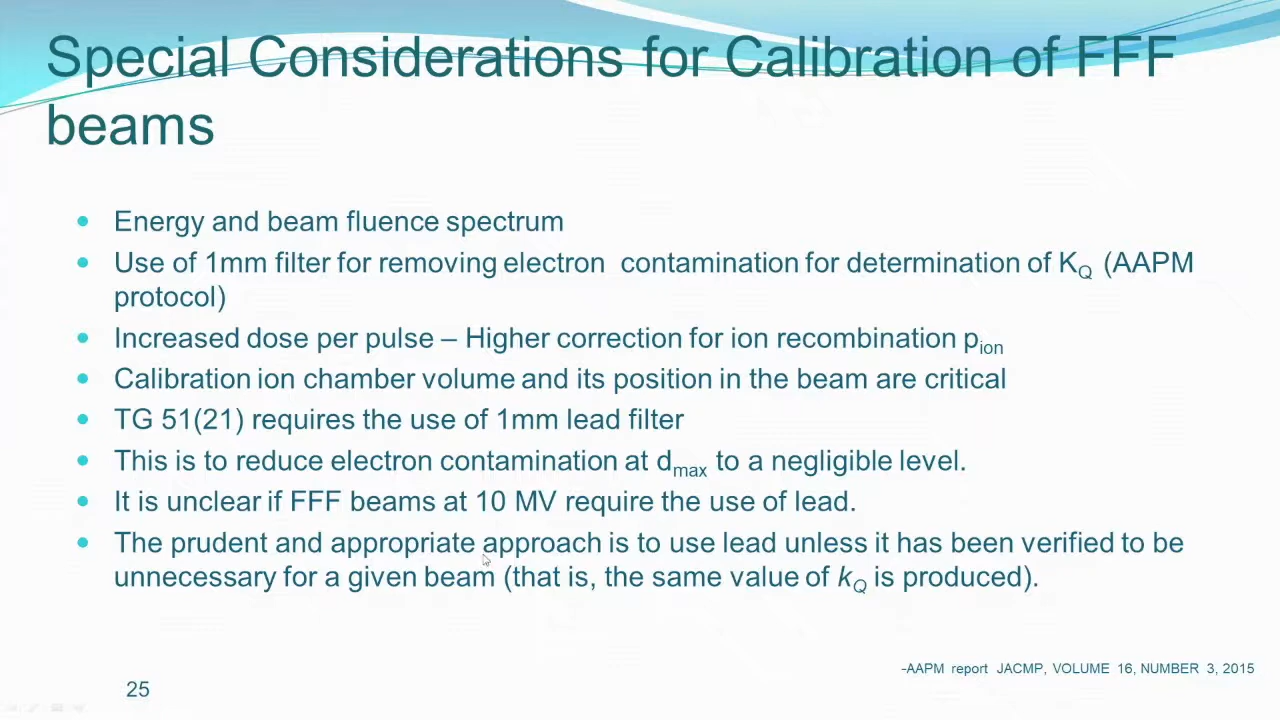 Special Considerations for Calibration of FFF
beams
• Energy and beam fluence spectrum
• Use of 1mm filter for removing electron contamination for determination of KQ (AAPM
protocol)
• Increased dose per pulse – Higher correction for ion recombination pion
• Calibration ion chamber volume and its position in the beam are critical
• TG 51(21) requires the use of 1mm lead filter
• This is to reduce electron contamination at dmax to a negligible level.
• It is unclear if FFF beams at 10 MV require the use of lead.
• The prudent and appropriate approach is to use lead unless it has been verified to be
unnecessary for a given beam (that is, the same value of kQ is produced).
-AAPM report JACMP, VOLUME 16, NUMBER 3, 2015
25